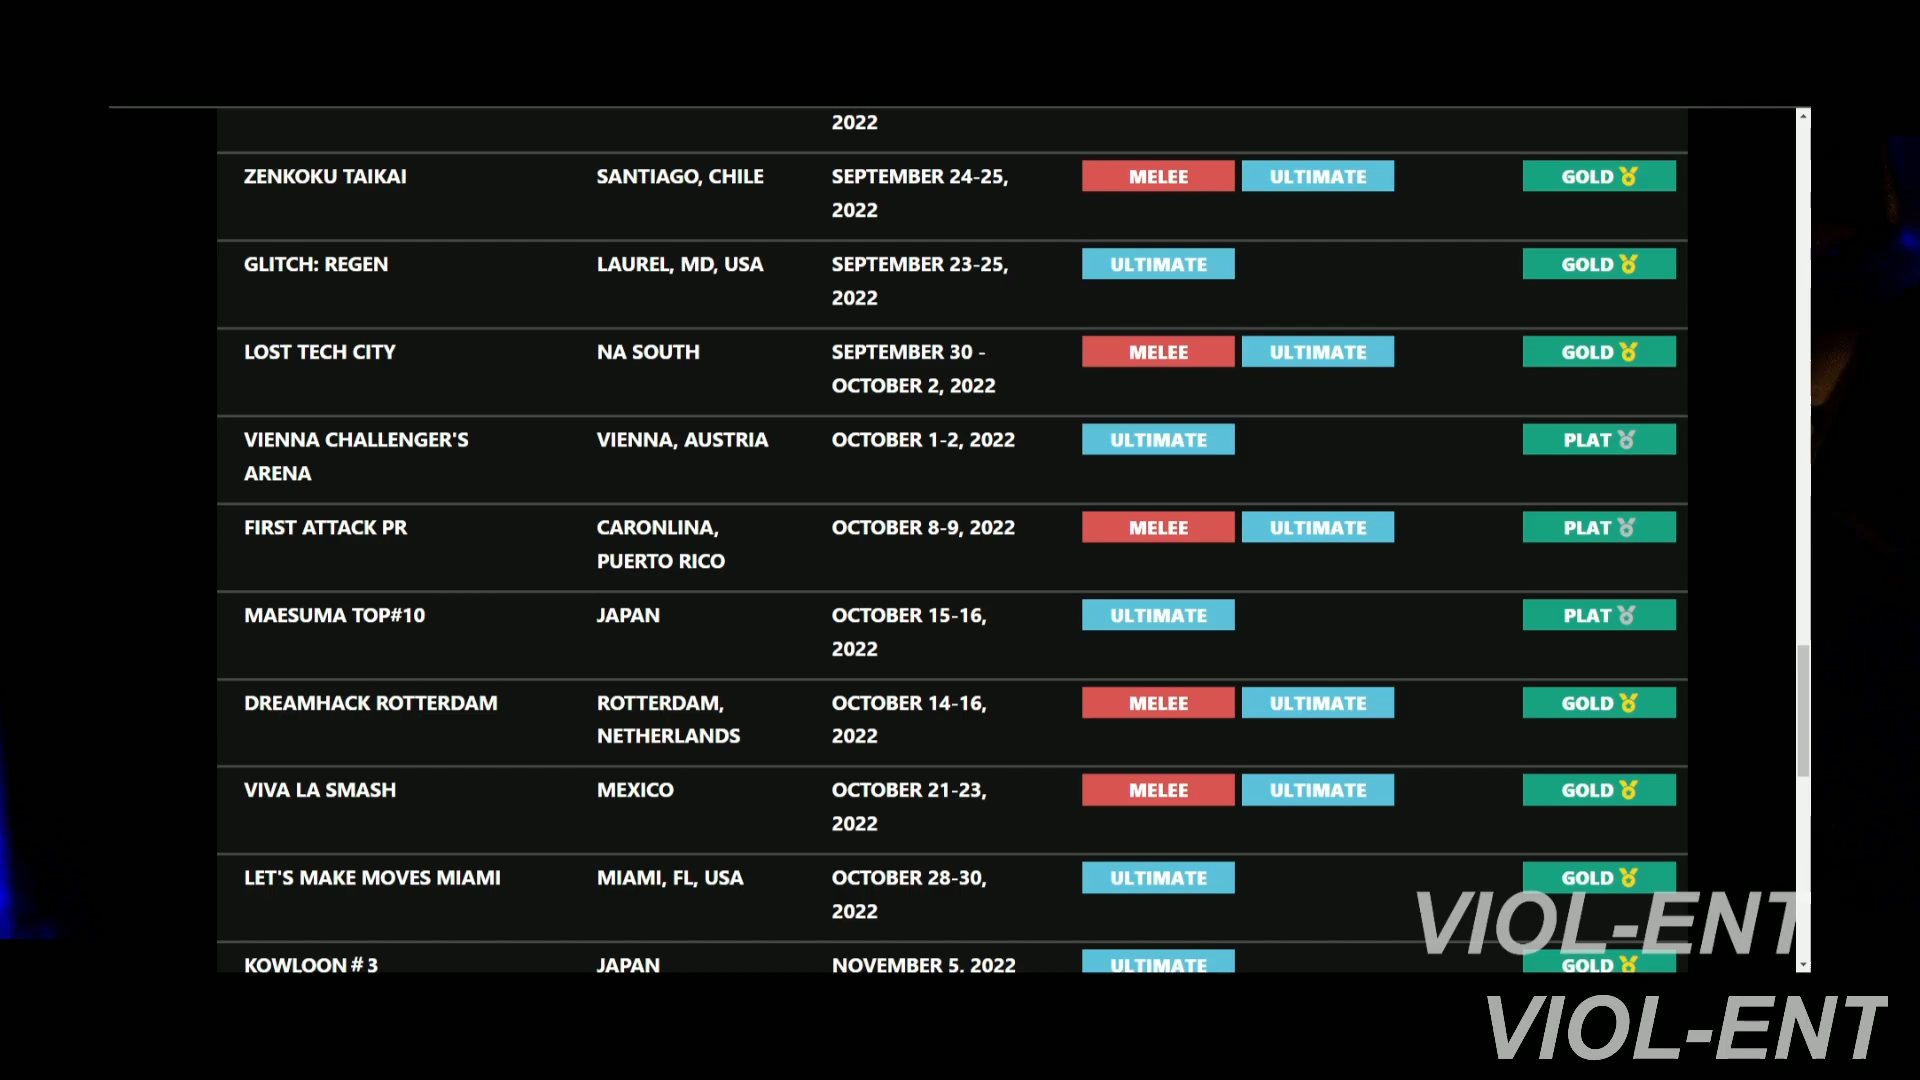 2022
ZENKOKU TAIKAI SANTIAGO, CHILE SEPTEMBER 24-25, MELEE ULTIMATE GOLD
2022
GLITCH: REGEN LAUREL, MD, USA SEPTEMBER 23-25, ULTIMATE GOLD
2022
LOST TECH CITY NA SOUTH SEPTEMBER 30 - MELEE ULTIMATE GOLD
OCTOBER 2, 2022
VIENNA CHALLENGER'S VIENNA, AUSTRIA OCTOBER 1-2, 2022 ULTIMATE PLAT
ARENA
FIRST ATTACK PR CARONLINA, OCTOBER 8-9, 2022 MELEE ULTIMATE PLAT
PUERTO RICO
MAESUMA TOP#10 JAPAN OCTOBER 15-16, ULTIMATE PLAT
2022
DREAMHACK ROTTERDAM ROTTERDAM, OCTOBER 14-16, MELEE ULTIMATE GOLD
NETHERLANDS 2022
VIVA LA SMASH MEXICO OCTOBER 21-23, MELEE ULTIMATE GOLD
2022
LET'S MAKE MOVES MIAMI MIAMI, FL, USA OCTOBER 28-30, ULTIMATE GOLD
2022
VIOL-ENT
KOWLOON #3 JAPAN NOVEMBER 5, 2022 ULTIMATE GOLD
VIOL-ENT